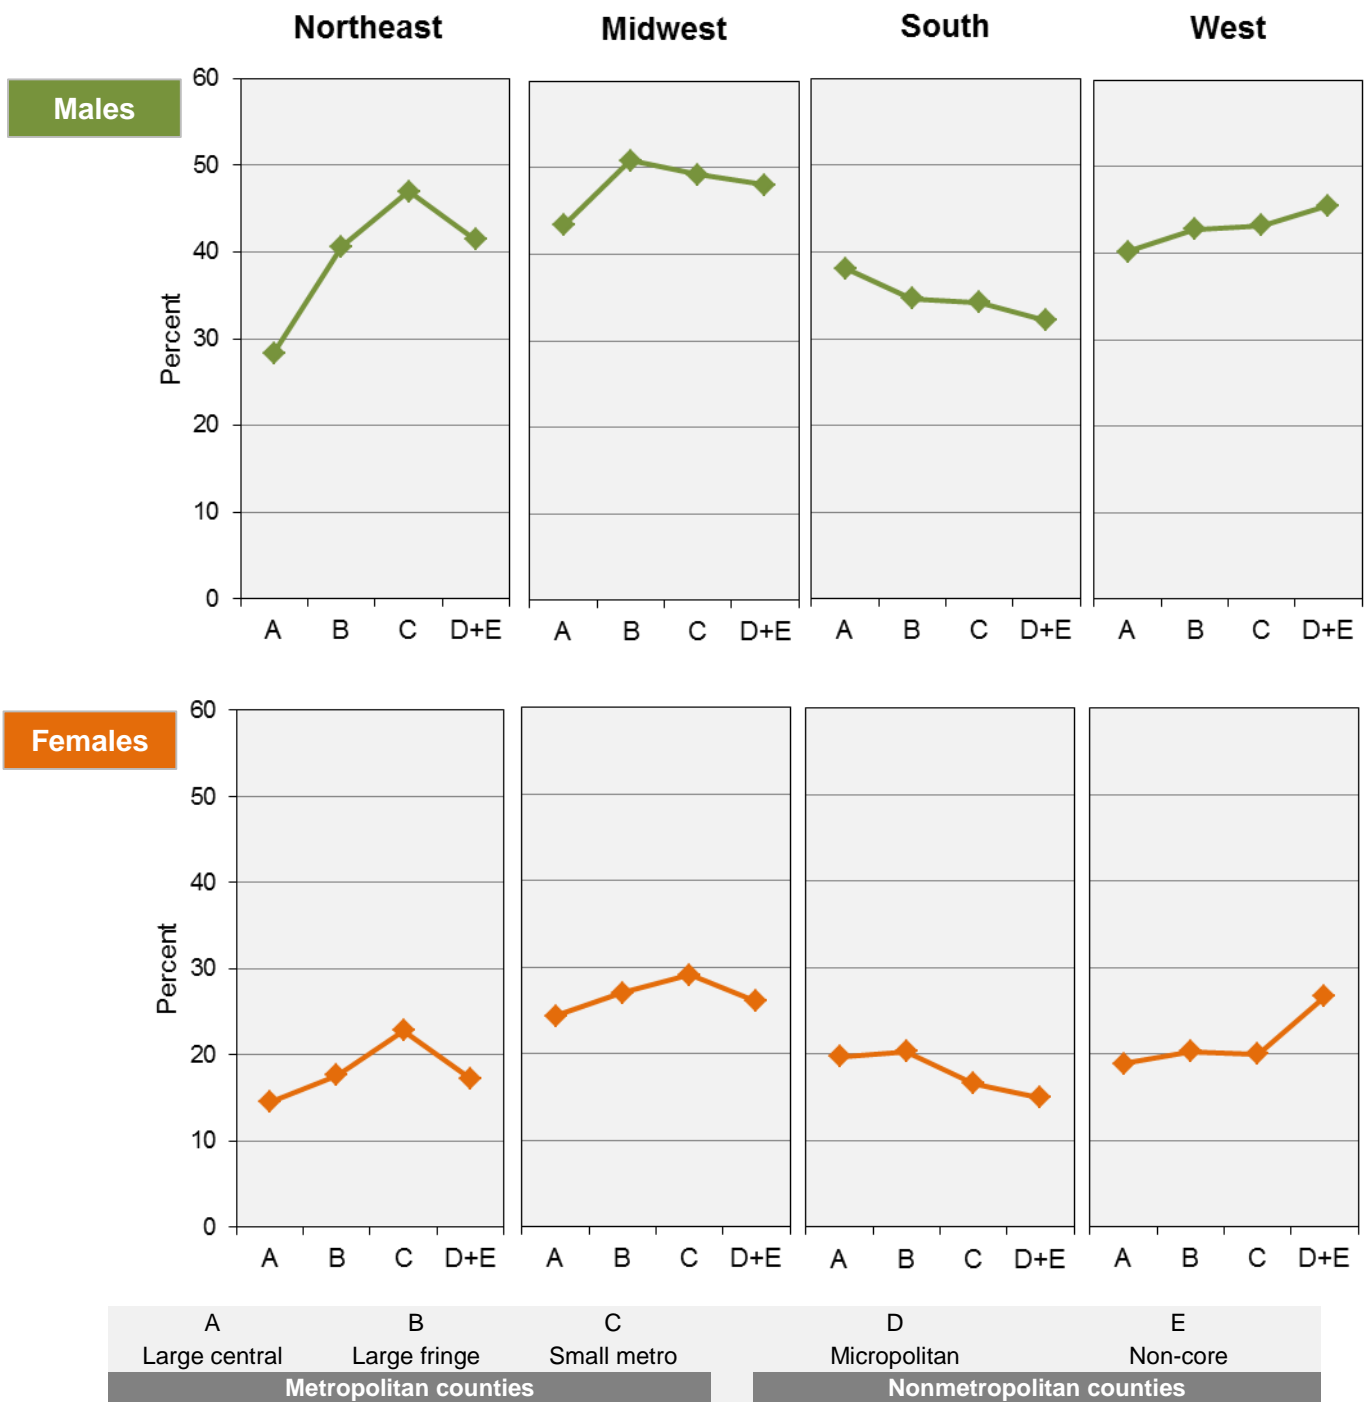 Northeast Midwest South West
Males
60
50
40
30
20
10
0
Percent
A B C D+E A B C D+E A B C D+E A B C D+E
Females
60
50
40
30
20
10
0
Percent
A B C D+E A B C D+E A B C D+E A B C D+E
A B C D E
Large central Large fringe Small metro Micropolitan Non-core
Metropolitan counties Nonmetropolitan counties